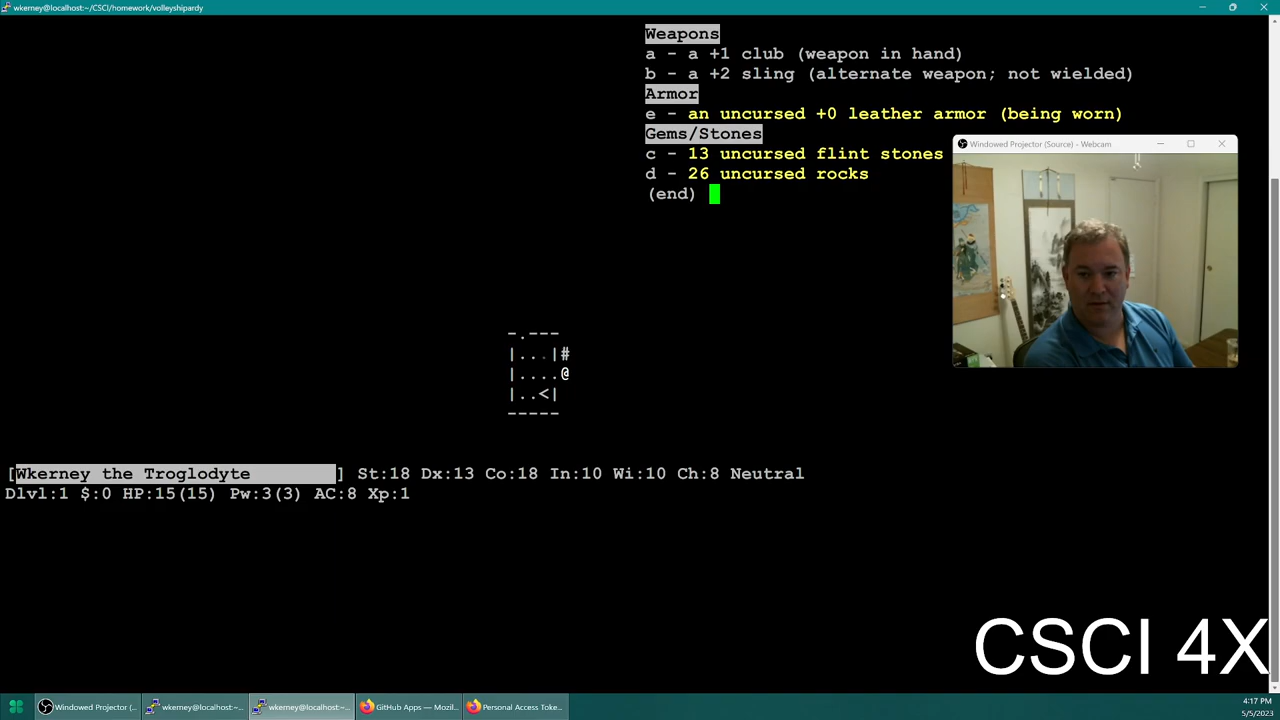 wkerney@localhost:~/CSCI/homework/volleyshipardy
Weapons
a - a +1 club (weapon in hand)
b - a +2 sling (alternate weapon; not wielded)
Armor
e - an uncursed +0 leather armor (being worn)
Gems/Stones
c - 13 uncursed flint stones
d - 26 uncursed rocks
(end)
Windowed Projector (Source) - Webcam
-.---
|...|#
|....@
|..<|
-----
[Wkerney the Troglodyte ] St:18 Dx:13 Co:18 In:10 Wi:10 Ch:8 Neutral
Dlvl:1 $:0 HP:15(15) Pw:3(3) AC:8 Xp:1
CSCI 4X
Windowed Projector (...
wkerney@localhost:~...
wkerney@localhost:~...
GitHub Apps — Mozil...
Personal Access Toke...
4:17 PM
5/5/2023